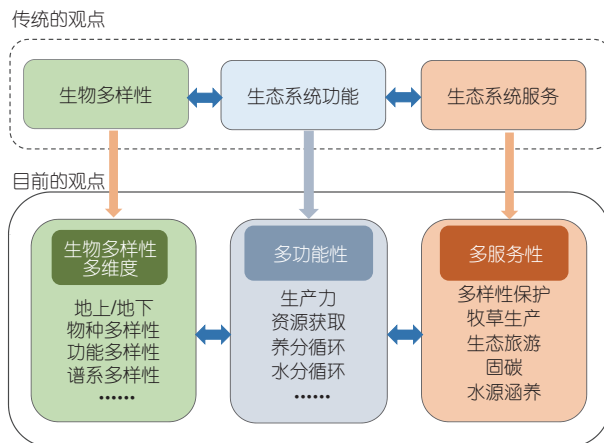 传统的观点
生物多样性
生态系统功能
生态系统服务
目前的观点
生物多样性
多维度
地上/地下
物种多样性
功能多样性
谱系多样性
••••••
多功能性
生产力
资源获取
养分循环
水分循环
••••••
多服务性
多样性保护
牧草生产
生态旅游
固碳
水源涵养
••••••